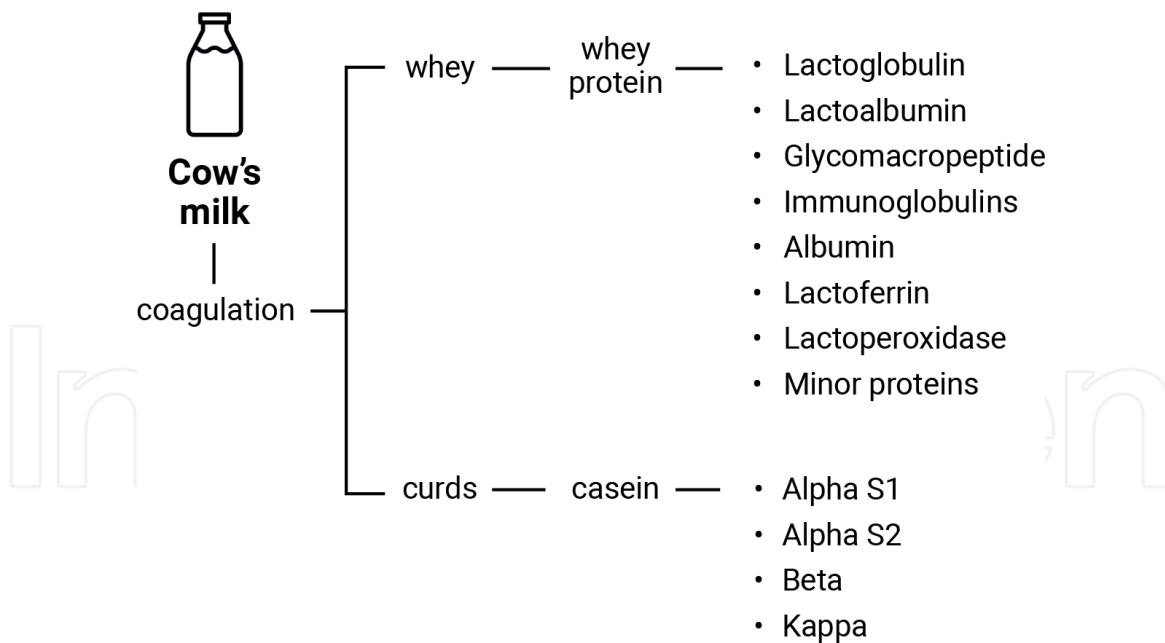 Cow's
milk
coagulation
whey
whey
protein
• Lactoglobulin
• Lactoalbumin
• Glycomacropeptide
• Immunoglobulins
• Albumin
• Lactoferrin
• Lactoperoxidase
• Minor proteins
curds
casein
• Alpha S1
• Alpha S2
• Beta
• Kappa